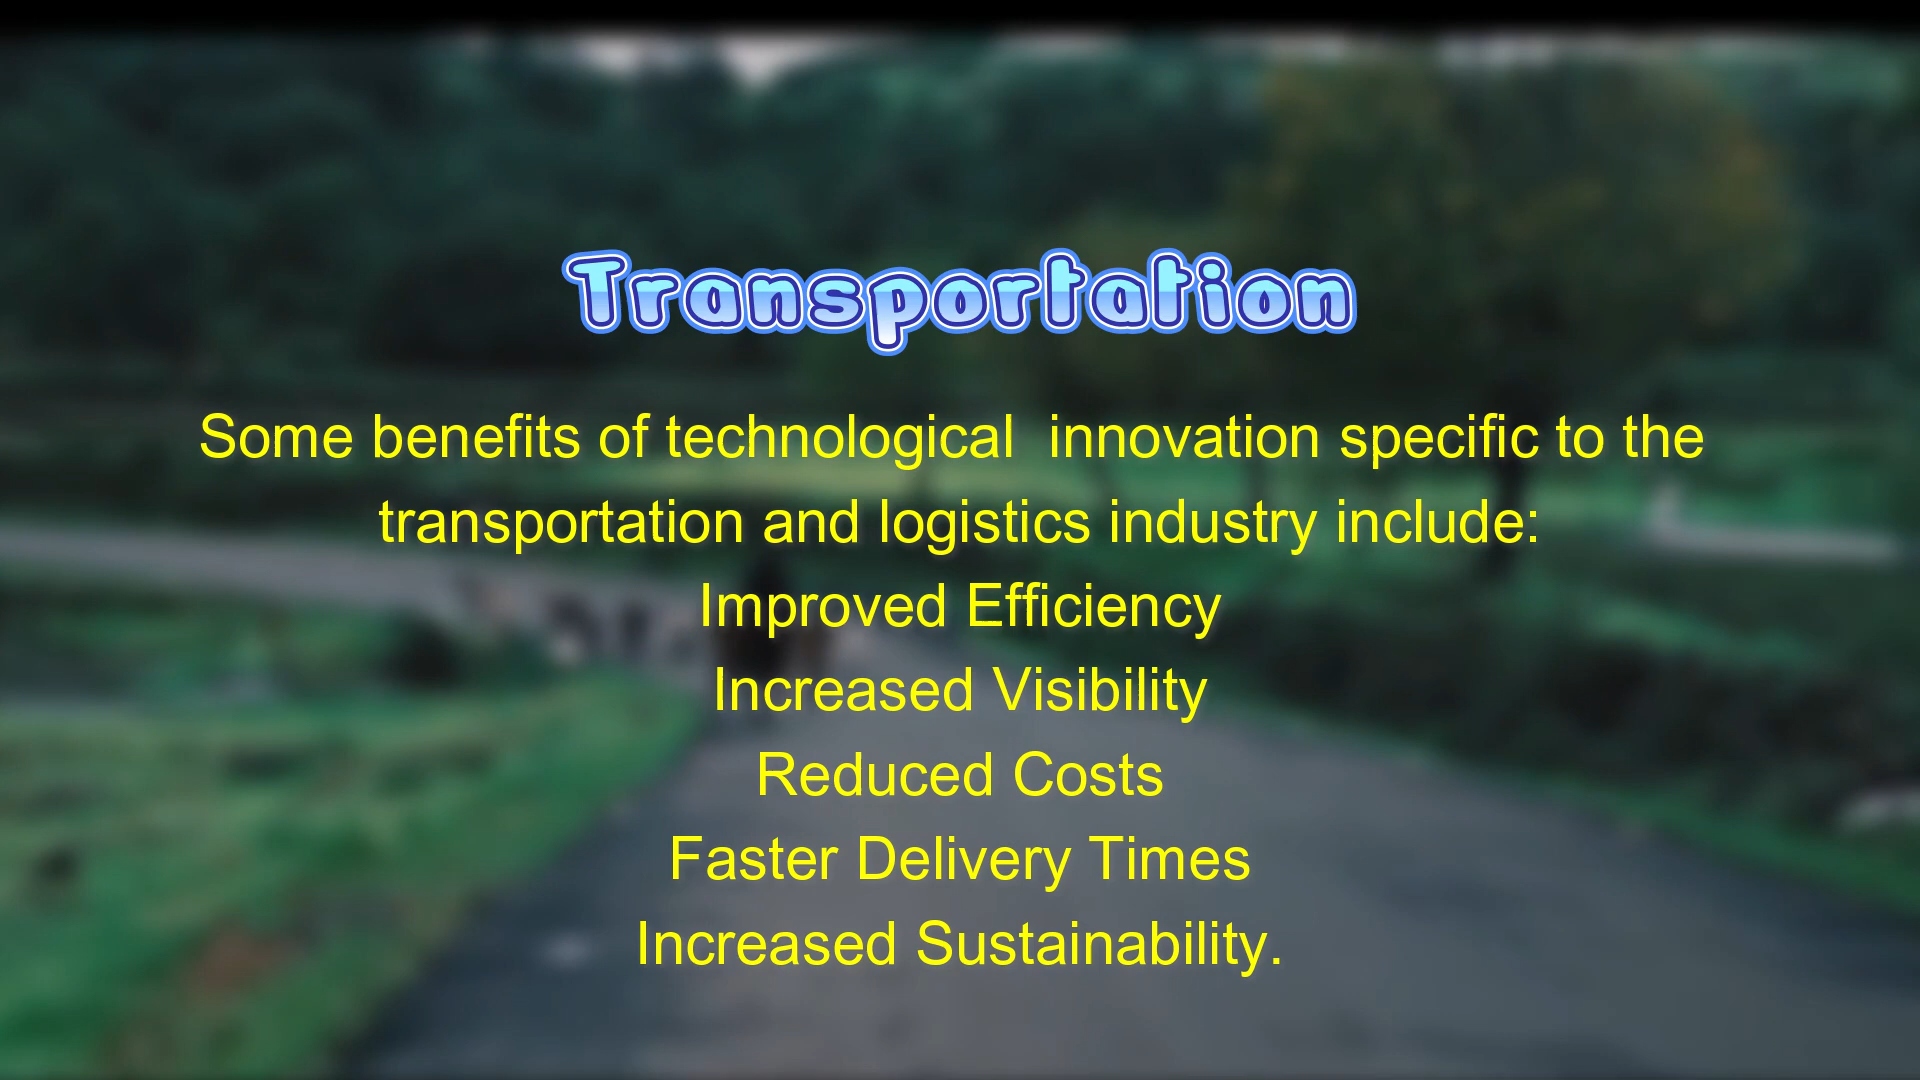 Transportation
Some benefits of technological  innovation specific to the
transportation and logistics industry include:
Improved Efficiency
Increased Visibility
Reduced Costs
Faster Delivery Times
Increased Sustainability.